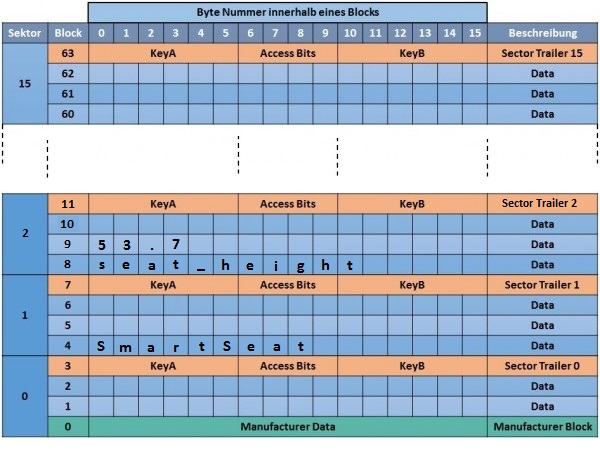 Byte Nummer innerhalb eines Blocks
Sektor Block 0 1 2 3 4 5 6 7 8 9 10 11 12 13 14 15 Beschreibung
15 63 KeyA Access Bits KeyB Sector Trailer 15
62 Data
61 Data
60 Data
2 11 KeyA Access Bits KeyB Sector Trailer 2
10 Data
9 5 3 . 7 Data
8 s e a t _ h e i g h t Data
1 7 KeyA Access Bits KeyB Sector Trailer 1
6 Data
5 Data
4 S m a r t S e a t Data
0 3 KeyA Access Bits KeyB Sector Trailer 0
2 Data
1 Data
0 Manufacturer Data Manufacturer Block